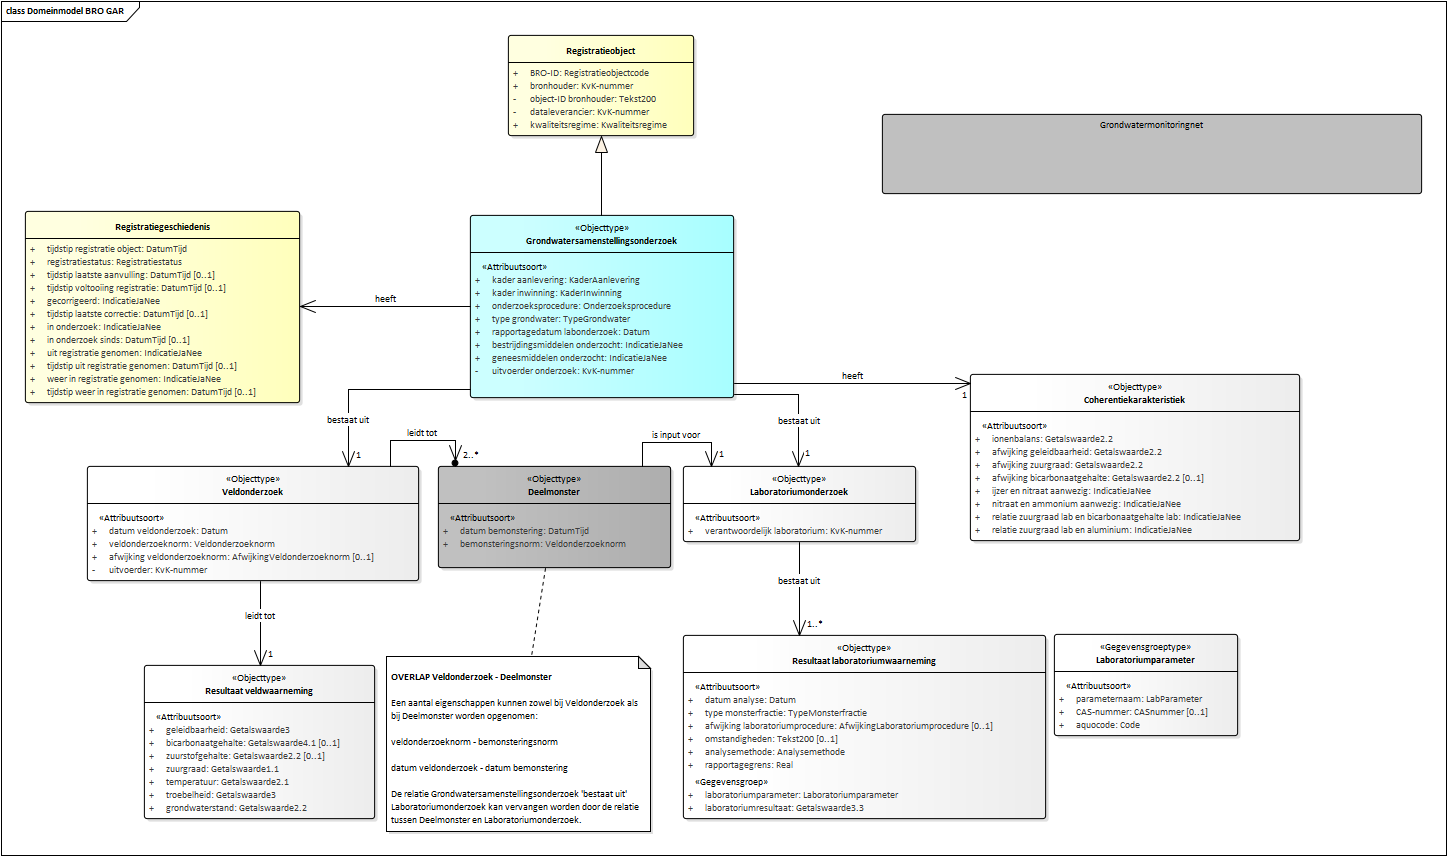 class Domeinmodel BRO GAR
Registratieobject
+ BRO-ID: Registratieobjectcode
+ bronhouder: KvK-nummer
- object-ID bronhouder: Tekst200
- dataleverancier: KvK-nummer
+ kwaliteitsregime: Kwaliteitsregime
Grondwatermonitoringnet
Registratiegeschiedenis
+ tijdstip registratie object: DatumTijd
+ registratiestatus: Registratiestatus
+ tijdstip laatste aanvulling: DatumTijd [0..1]
+ tijdstip voltooiing registratie: DatumTijd [0..1]
+ gecorrigeerd: IndicatieJaNee
+ tijdstip laatste correctie: DatumTijd [0..1]
+ in onderzoek: IndicatieJaNee
+ in onderzoek sinds: DatumTijd [0..1]
+ uit registratie genomen: IndicatieJaNee
+ tijdstip uit registratie genomen: DatumTijd [0..1]
+ weer in registratie genomen: IndicatieJaNee
+ tijdstip weer in registratie genomen: DatumTijd [0..1]
heeft
«Objecttype»
Grondwatersamenstellingsonderzoek
«Attribuutsoort»
+ kader aanlevering: KaderAanlevering
+ kader inwinning: KaderInwinning
+ onderzoeksprocedure: Onderzoeksprocedure
+ type grondwater: TypeGrondwater
+ rapportagedatum labonderzoek: Datum
+ bestrijdingsmiddelen onderzocht: IndicatieJaNee
+ geneesmiddelen onderzocht: IndicatieJaNee
- uitvoerder onderzoek: KvK-nummer
heeft
1
«Objecttype»
Coherentiekarakteristiek
«Attribuutsoort»
+ ionenbalans: Getalswaarde2.2
+ afwijking geleidbaarheid: Getalswaarde2.2
+ afwijking zuurgraad: Getalswaarde2.2
+ afwijking bicarbonaatgehalte: Getalswaarde2.2 [0..1]
+ ijzer en nitraat aanwezig: IndicatieJaNee
+ nitraat en ammonium aanwezig: IndicatieJaNee
+ relatie zuurgraad lab en bicarbonaatgehalte lab: IndicatieJaNee
+ relatie zuurgraad lab en aluminium: IndicatieJaNee
bestaat uit
1
leidt tot
2..*
is input voor
1
bestaat uit
1
«Objecttype»
Veldonderzoek
«Attribuutsoort»
+ datum veldonderzoek: Datum
+ veldonderzoeknorm: Veldonderzoeknorm
+ afwijking veldonderzoeknorm: AfwijkingVeldonderzoeknorm [0..1]
- uitvoerder: KvK-nummer
«Objecttype»
Deelmonster
«Attribuutsoort»
+ datum bemonstering: DatumTijd
+ bemonsteringsnorm: Veldonderzoeknorm
«Objecttype»
Laboratoriumonderzoek
«Attribuutsoort»
+ verantwoordelijk laboratorium: KvK-nummer
leidt tot
1
bestaat uit
1..*
«Objecttype»
Resultaat veldwaarneming
«Attribuutsoort»
+ geleidbaarheid: Getalswaarde3
+ bicarbonaatgehalte: Getalswaarde4.1 [0..1]
+ zuurstofgehalte: Getalswaarde2.2 [0..1]
+ zuurgraad: Getalswaarde1.1
+ temperatuur: Getalswaarde2.1
+ troebelheid: Getalswaarde3
+ grondwaterstand: Getalswaarde2.2
OVERLAP Veldonderzoek - Deelmonster
Een aantal eigenschappen kunnen zowel bij Veldonderzoek als
bij Deelmonster worden opgenomen:
veldonderzoeknorm - bemonsteringsnorm
datum veldonderzoek - datum bemonstering
De relatie Grondwatersamenstellingsonderzoek 'bestaat uit'
Laboratoriumonderzoek kan vervangen worden door de relatie
tussen Deelmonster en Laboratoriumonderzoek.
«Objecttype»
Resultaat laboratoriumwaarneming
«Attribuutsoort»
+ datum analyse: Datum
+ type monsterfractie: TypeMonsterfractie
+ afwijking laboratoriumprocedure: AfwijkingLaboratoriumprocedure [0..1]
+ omstandigheden: Tekst200 [0..1]
+ analysemethode: Analysemethode
+ rapportagegrens: Real
«Gegevensgroep»
+ laboratoriumparameter: Laboratoriumparameter
+ laboratoriumresultaat: Getalswaarde3.3
«Gegevensgroeptype»
Laboratoriumparameter
«Attribuutsoort»
+ parameternaam: LabParameter
+ CAS-nummer: CASnummer [0..1]
+ aquocode: Code